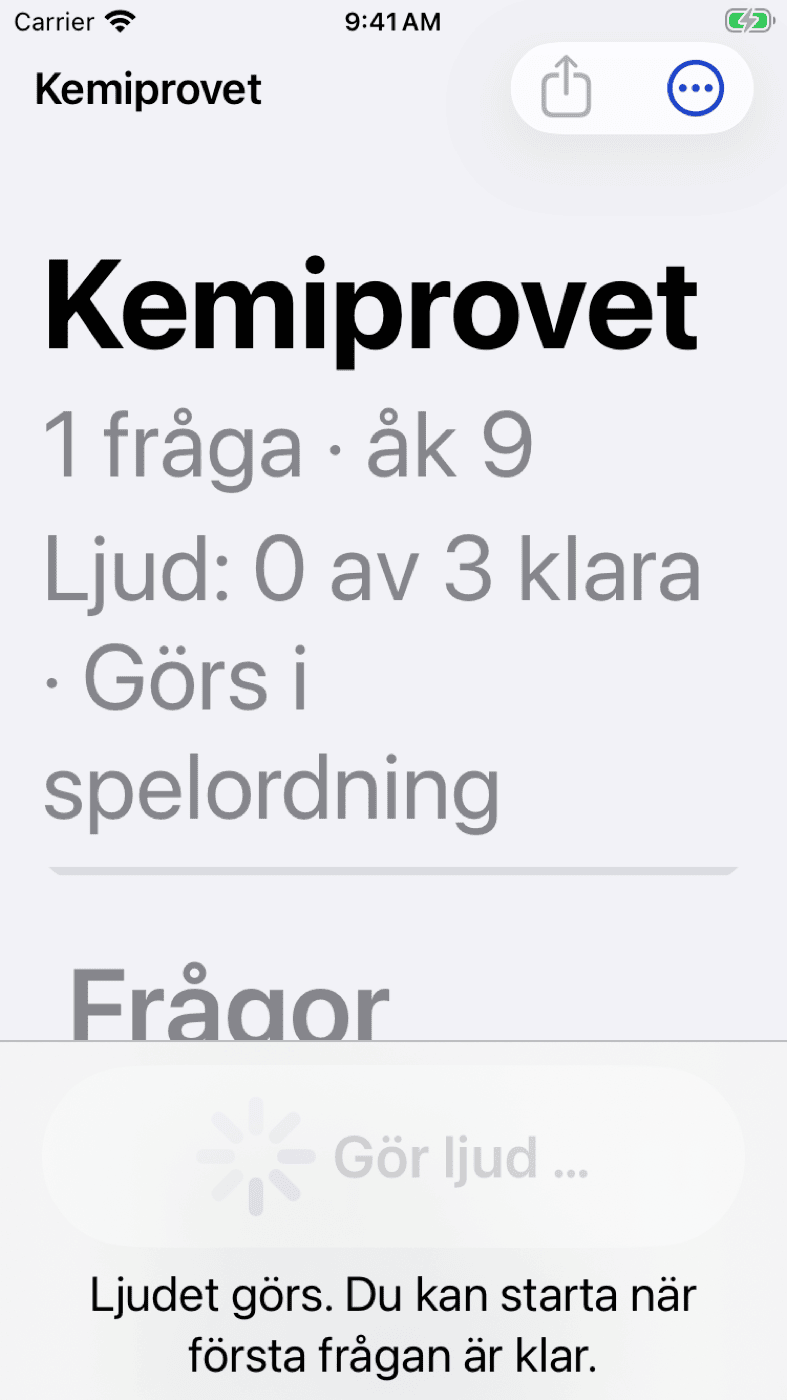 Carrier 9:41 AM
Kemiprovet
Kemiprovet
1 fråga · åk 9
Ljud: 0 av 3 klara
· Görs i
spelordning
Frågor
Gör ljud ...
Ljudet görs. Du kan starta när
första frågan är klar.